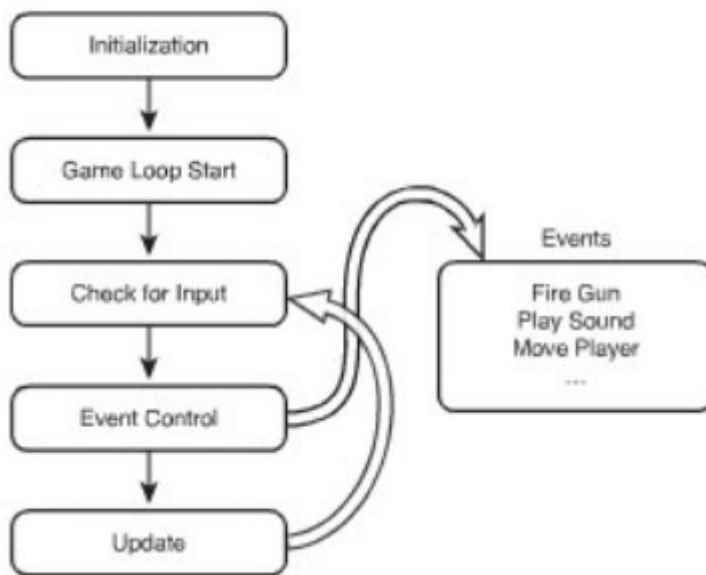 Initialization
Game Loop Start
Check for Input
Event Control
Update
Events
Fire Gun
Play Sound
Move Player
...